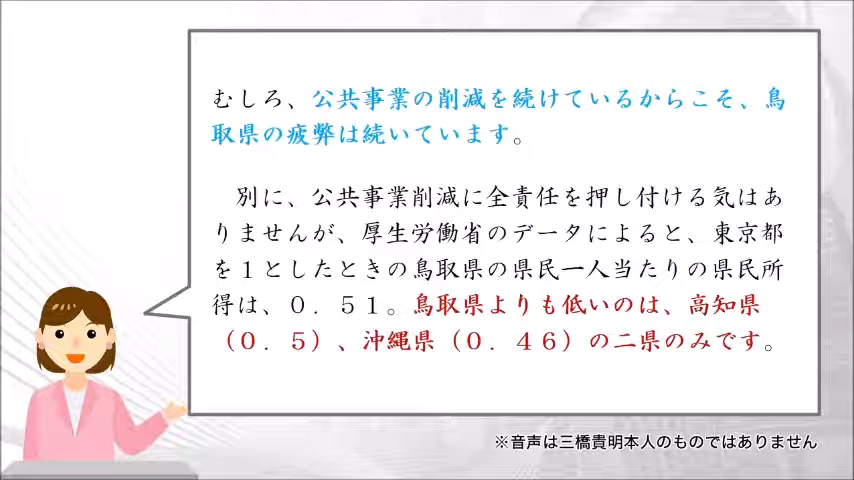 むしろ、公共事業の削減を続けているからこそ、鳥
取県の疲弊は続いています。
　別に、公共事業削減に全責任を押し付ける気はあ
りませんが、厚生労働省のデータによると、東京都
を１としたときの鳥取県の県民一人当たりの県民所
得は、０．５１。鳥取県よりも低いのは、高知県
（０．５）、沖縄県（０．４６）の二県のみです。
※音声は三橋貴明本人のものではありません